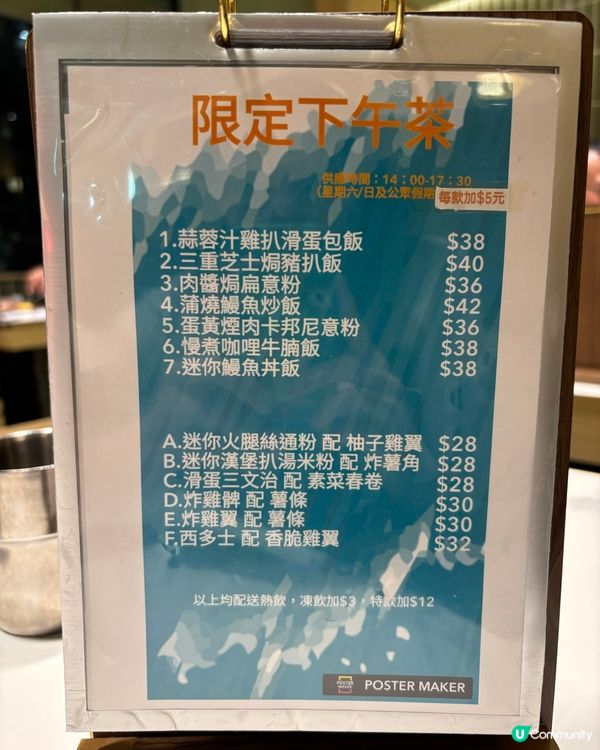 限定下午茶
供應時間：14：00-17：30
(星期六/日及公眾假期 每款加$5元
1.蒜蓉汁雞扒滑蛋包飯 $38
2.三重芝士焗豬扒飯 $40
3.肉醬焗扁意粉 $36
4.蒲燒鰻魚炒飯 $42
5.蛋黃煙肉卡邦尼意粉 $36
6.慢煮咖哩牛腩飯 $38
7.迷你鰻魚丼飯 $38
A.迷你火腿絲通粉 配 柚子雞翼 $28
B.迷你漢堡扒湯米粉 配 炸薯角 $28
C.滑蛋三文治 配 素菜春卷 $28
D.炸雞髀 配 薯條 $30
E.炸雞翼 配 薯條 $30
F.西多士 配 香脆雞翼 $32
以上均配送熱飲，凍飲加$3，特飲加$12
POSTER MAKER
U Community